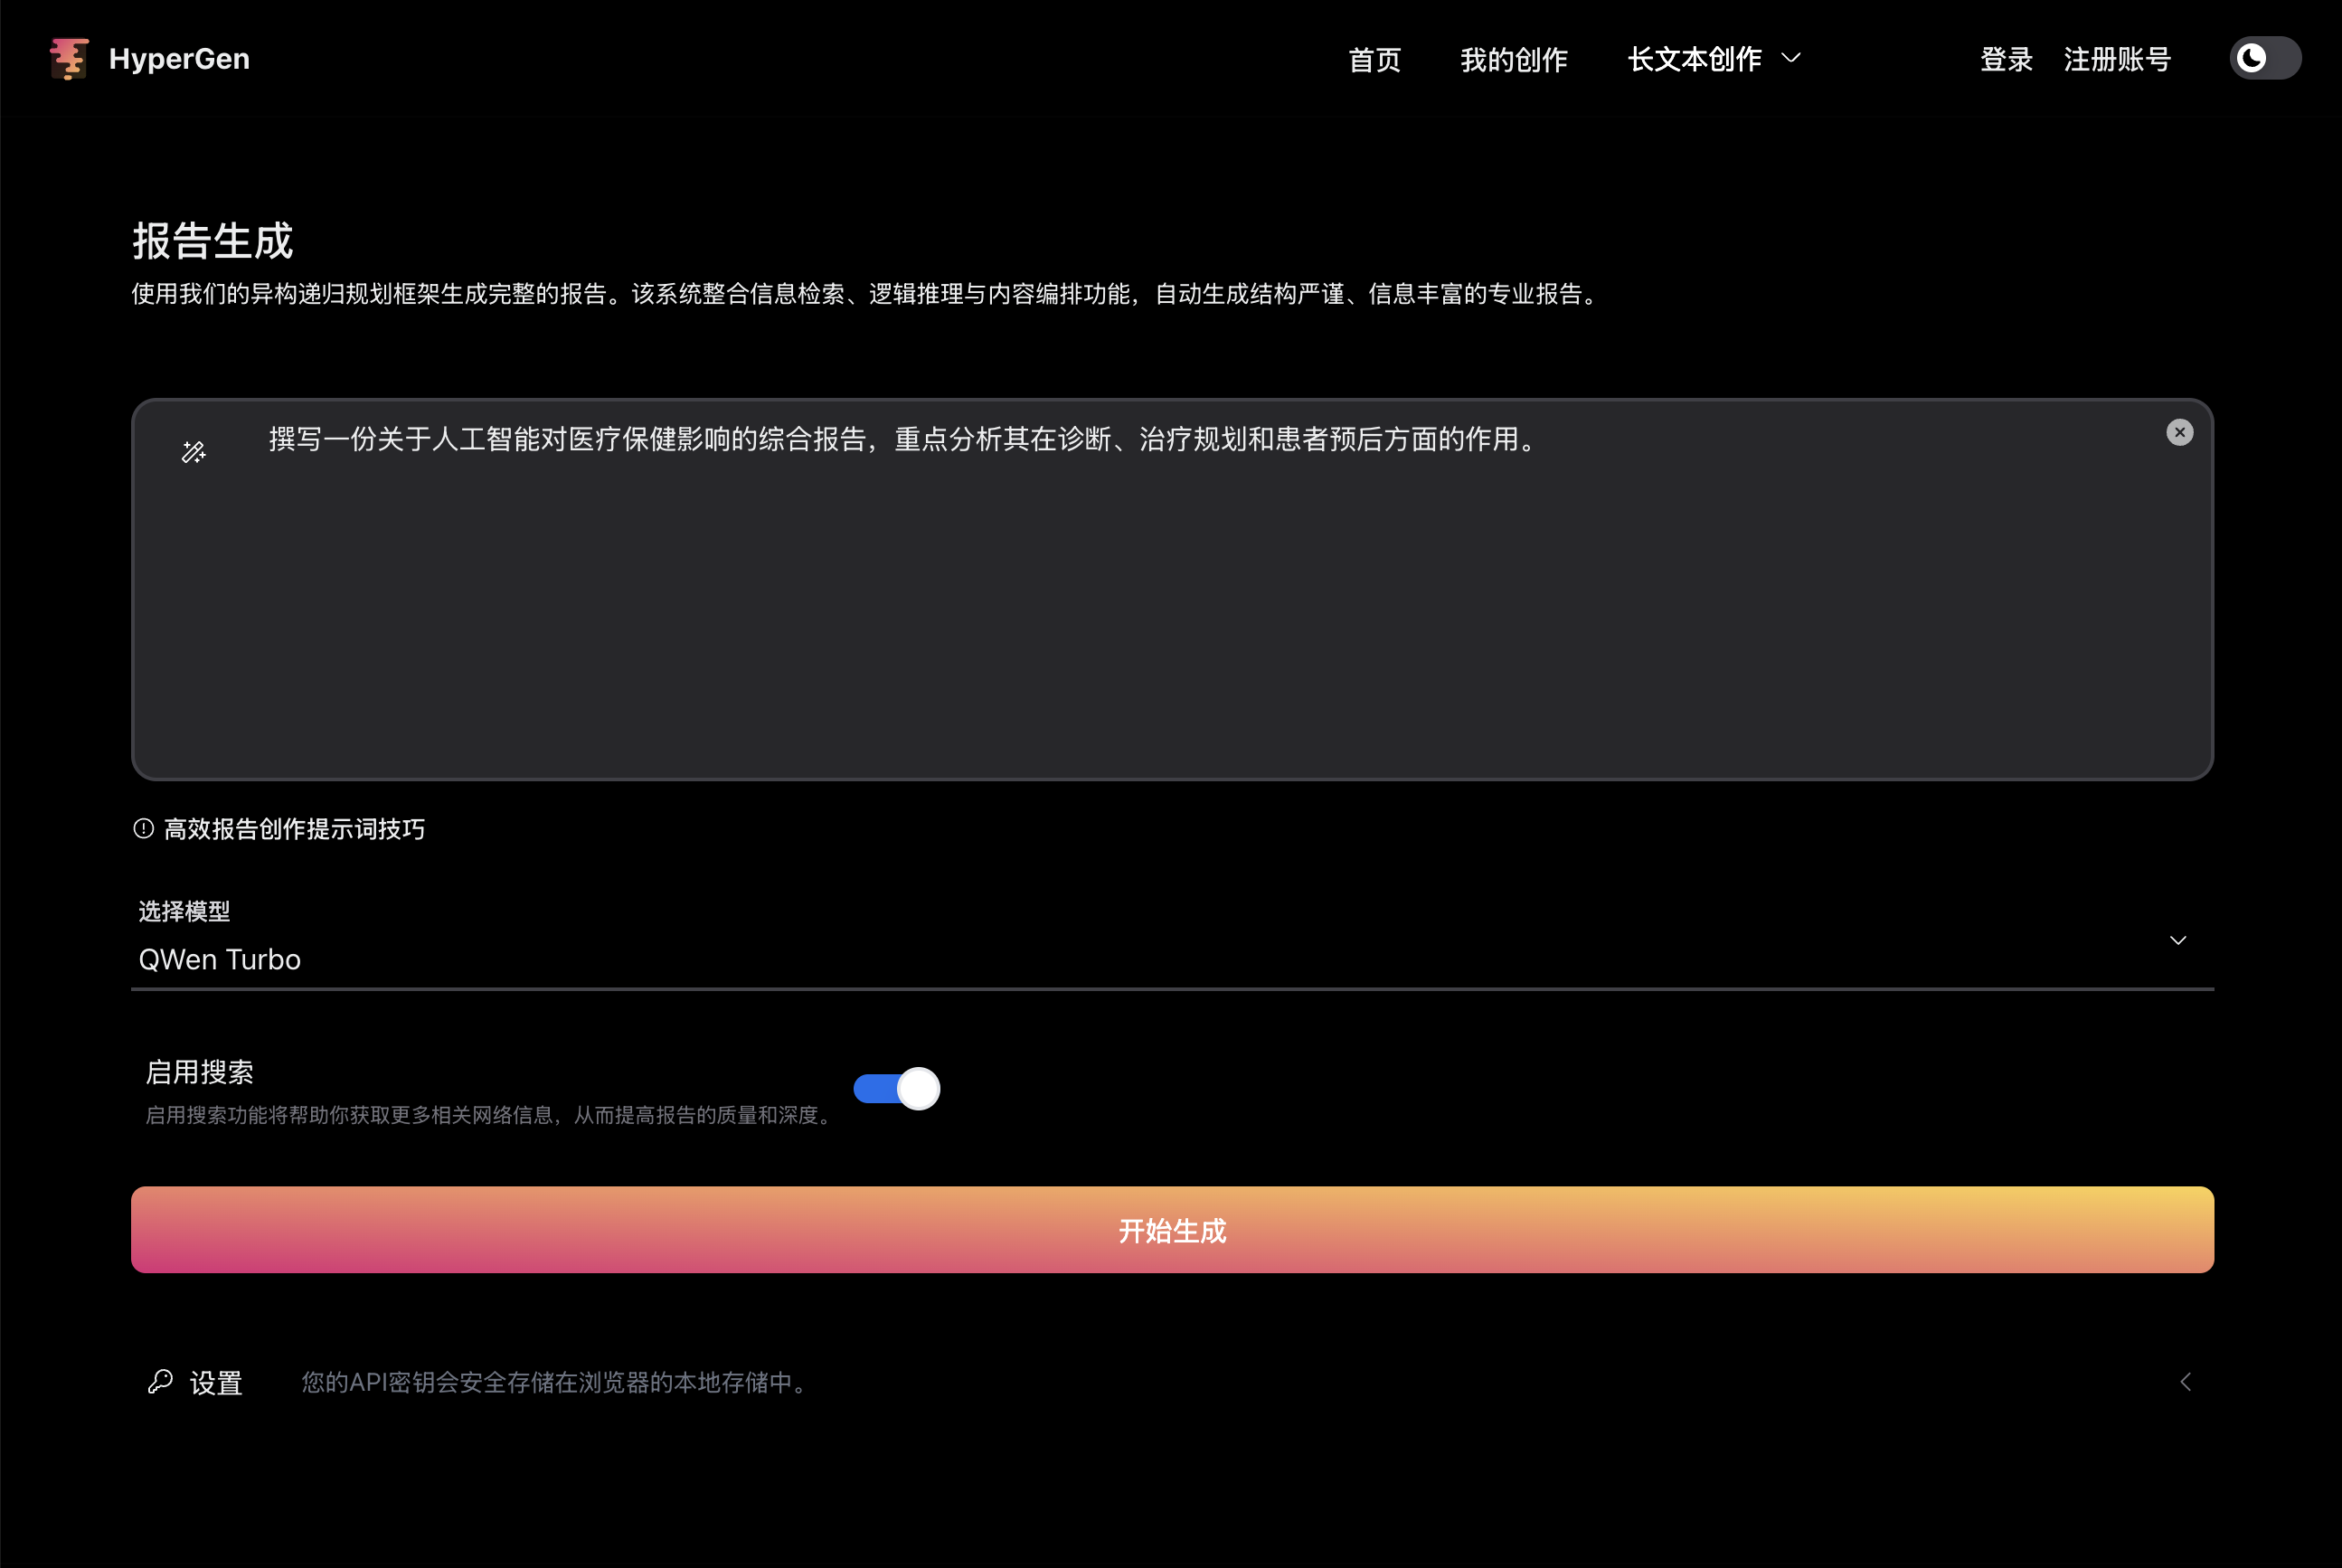 HyperGen
首页
我的创作
长文本创作
登录
注册账号
报告生成
使用我们的异构递归规划框架生成完整的报告。该系统整合信息检索、逻辑推理与内容编排功能，自动生成结构严谨、信息丰富的专业报告。
撰写一份关于人工智能对医疗保健影响的综合报告，重点分析其在诊断、治疗规划和患者预后方面的作用。
高效报告创作提示词技巧
选择模型
QWen Turbo
启用搜索
启用搜索功能将帮助你获取更多相关网络信息，从而提高报告的质量和深度。
开始生成
设置
您的API密钥会安全存储在浏览器的本地存储中。